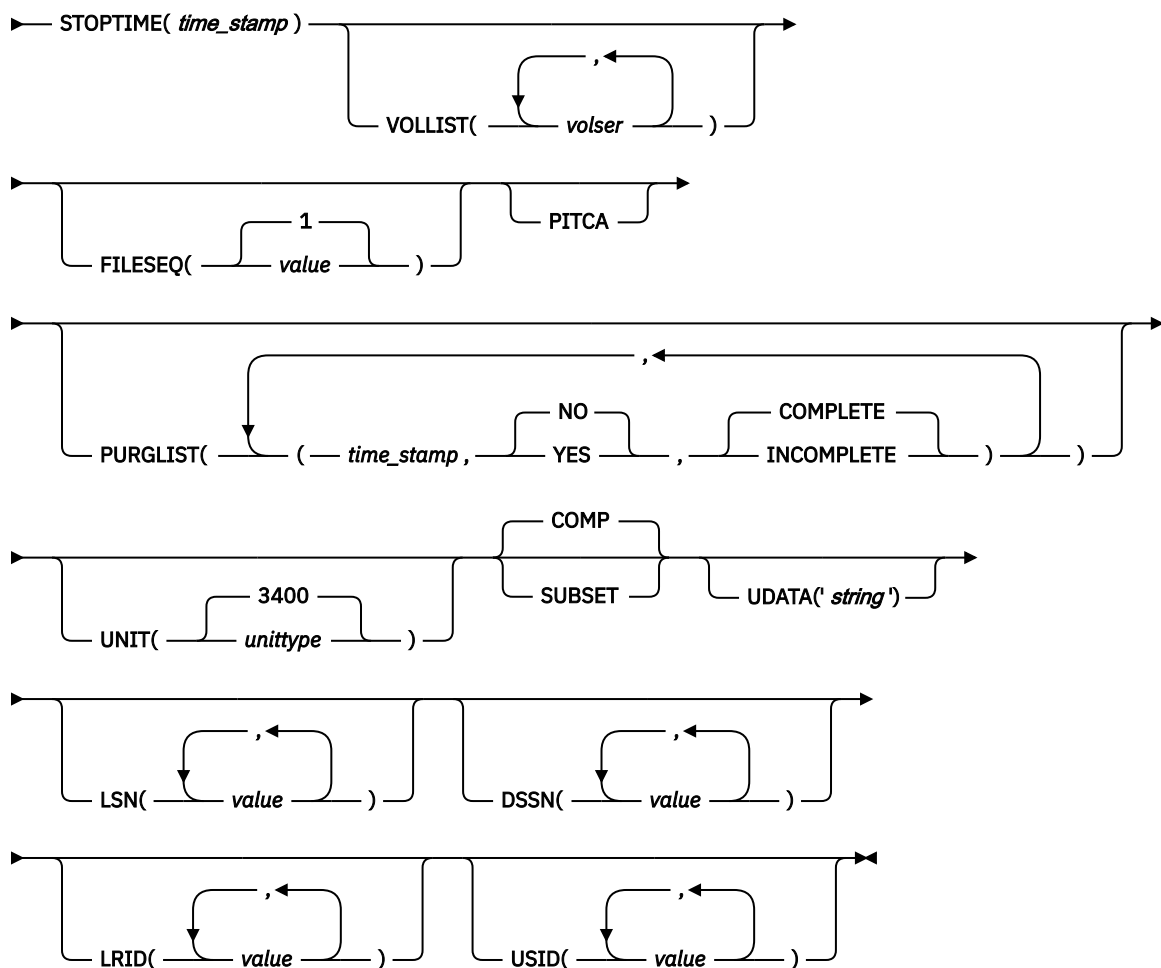 STOPTIME( time_stamp )
,
VOLLIST( volser )
1
PITCA
FILESEQ( value )
,
NO COMPLETE
PURGLIST( ( time_stamp , YES , INCOMPLETE ) )
COMP
3400 SUBSET UDATA(' string ')
UNIT( unittype )
, ,
LSN( value ) DSSN( value )
, ,
LRID( value ) USID( value )